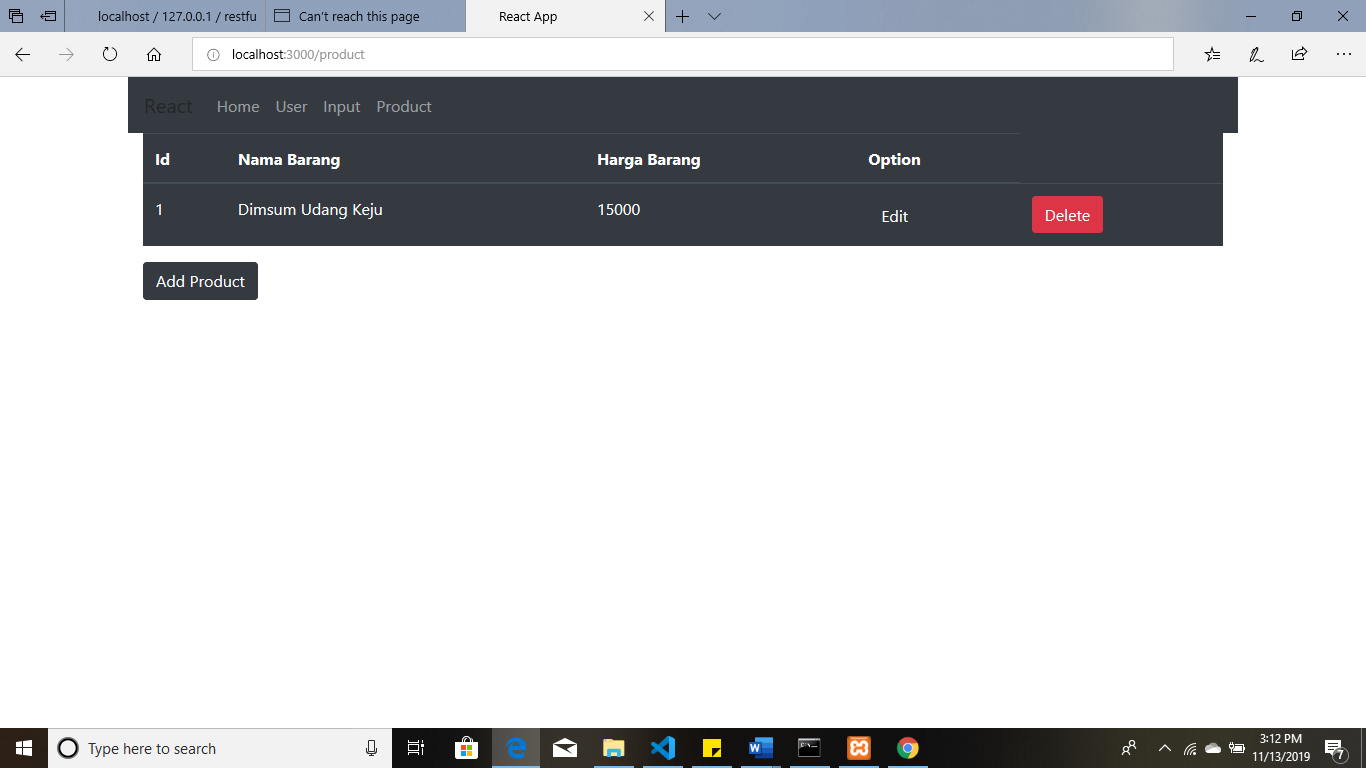 localhost / 127.0.0.1 / restfu Can't reach this page React App
localhost:3000/product
React Home User Input Product
Id Nama Barang Harga Barang Option
1 Dimsum Udang Keju 15000 Edit Delete
Add Product
Type here to search
3:12 PM
11/13/2019
7